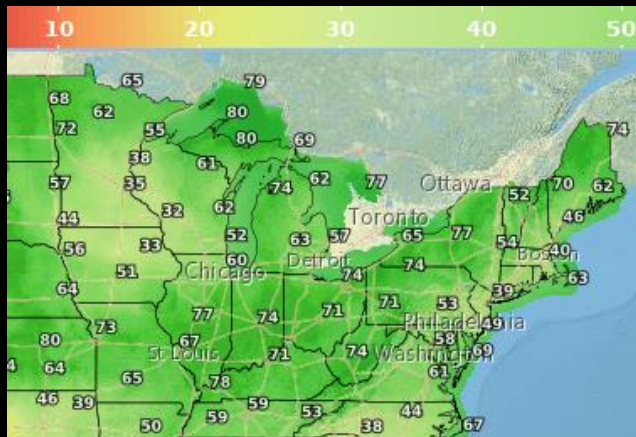 10 20 30 40 50
65 79
68 62 80
72 55 80 69 74
38 61
57 35 74 62 77 Ottawa 52 70 62
44 32 62 Toronto 46
56 33 52 63 57 65 77 54 40
Chicago 60 Detroit Boston
51 74 74 63
64 39
77 74 71 71 53
73 Philadelphia 49
80 St Louis 67 71 74 Washington 58 69
64 65 78 61
46 39 59 59 53 44
50 38 67